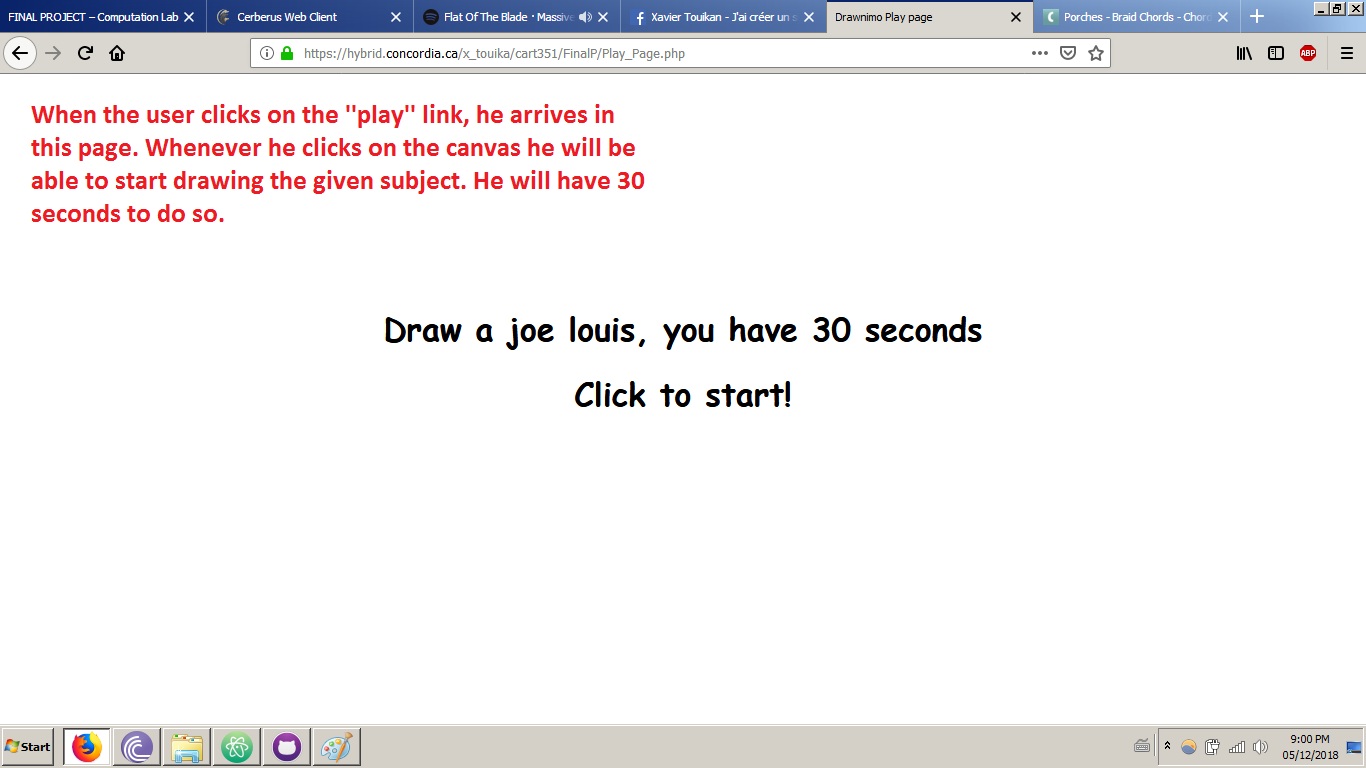 FINAL PROJECT – Computation Lab
Cerberus Web Client
Flat Of The Blade · Massive
Xavier Touikan - J'ai créer un s
Drawnimo Play page
Porches - Braid Chords - Chord
https://hybrid.concordia.ca/x_touika/cart351/FinalP/Play_Page.php
ABP
When the user clicks on the "play" link, he arrives in
this page. Whenever he clicks on the canvas he will be
able to start drawing the given subject. He will have 30
seconds to do so.
Draw a joe louis, you have 30 seconds
Click to start!
Start
9:00 PM
05/12/2018